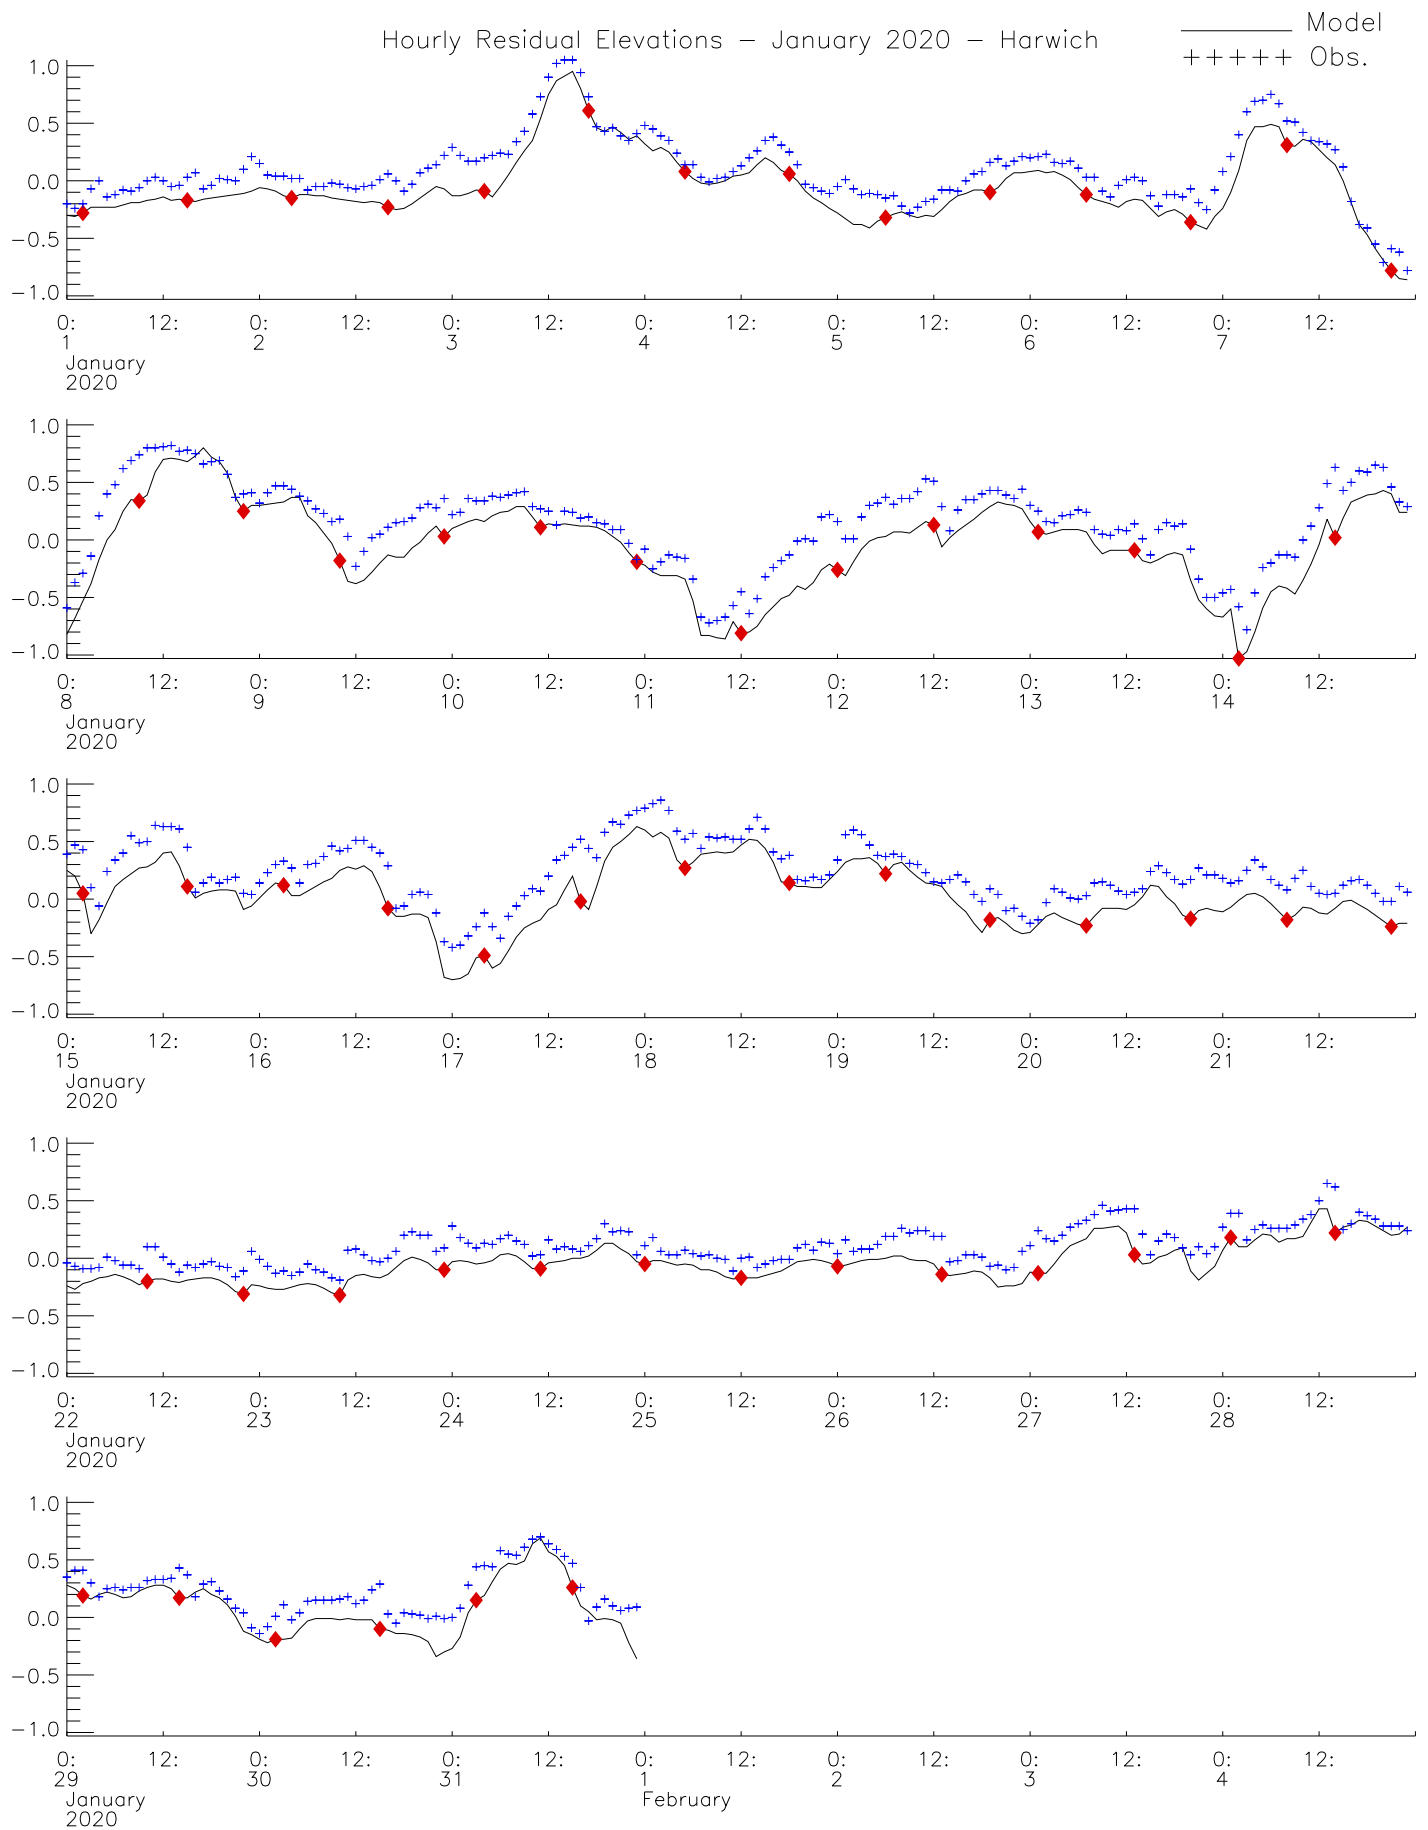 Hourly Residual Elevations – January 2020 – Harwich
Model
+++++ Obs.
1.0
0.5
0.0
−0.5
−1.0
0: 12: 0: 12: 0: 12: 0: 12: 0: 12: 0: 12: 0: 12:
1 2 3 4 5 6 7
January
2020
1.0
0.5
0.0
−0.5
−1.0
0: 12: 0: 12: 0: 12: 0: 12: 0: 12: 0: 12: 0: 12:
8 9 10 11 12 13 14
January
2020
1.0
0.5
0.0
−0.5
−1.0
0: 12: 0: 12: 0: 12: 0: 12: 0: 12: 0: 12: 0: 12:
15 16 17 18 19 20 21
January
2020
1.0
0.5
0.0
−0.5
−1.0
0: 12: 0: 12: 0: 12: 0: 12: 0: 12: 0: 12: 0: 12:
22 23 24 25 26 27 28
January
2020
1.0
0.5
0.0
−0.5
−1.0
0: 12: 0: 12: 0: 12: 0: 12: 0: 12: 0: 12: 0: 12:
29 30 31 1 2 3 4
January February
2020